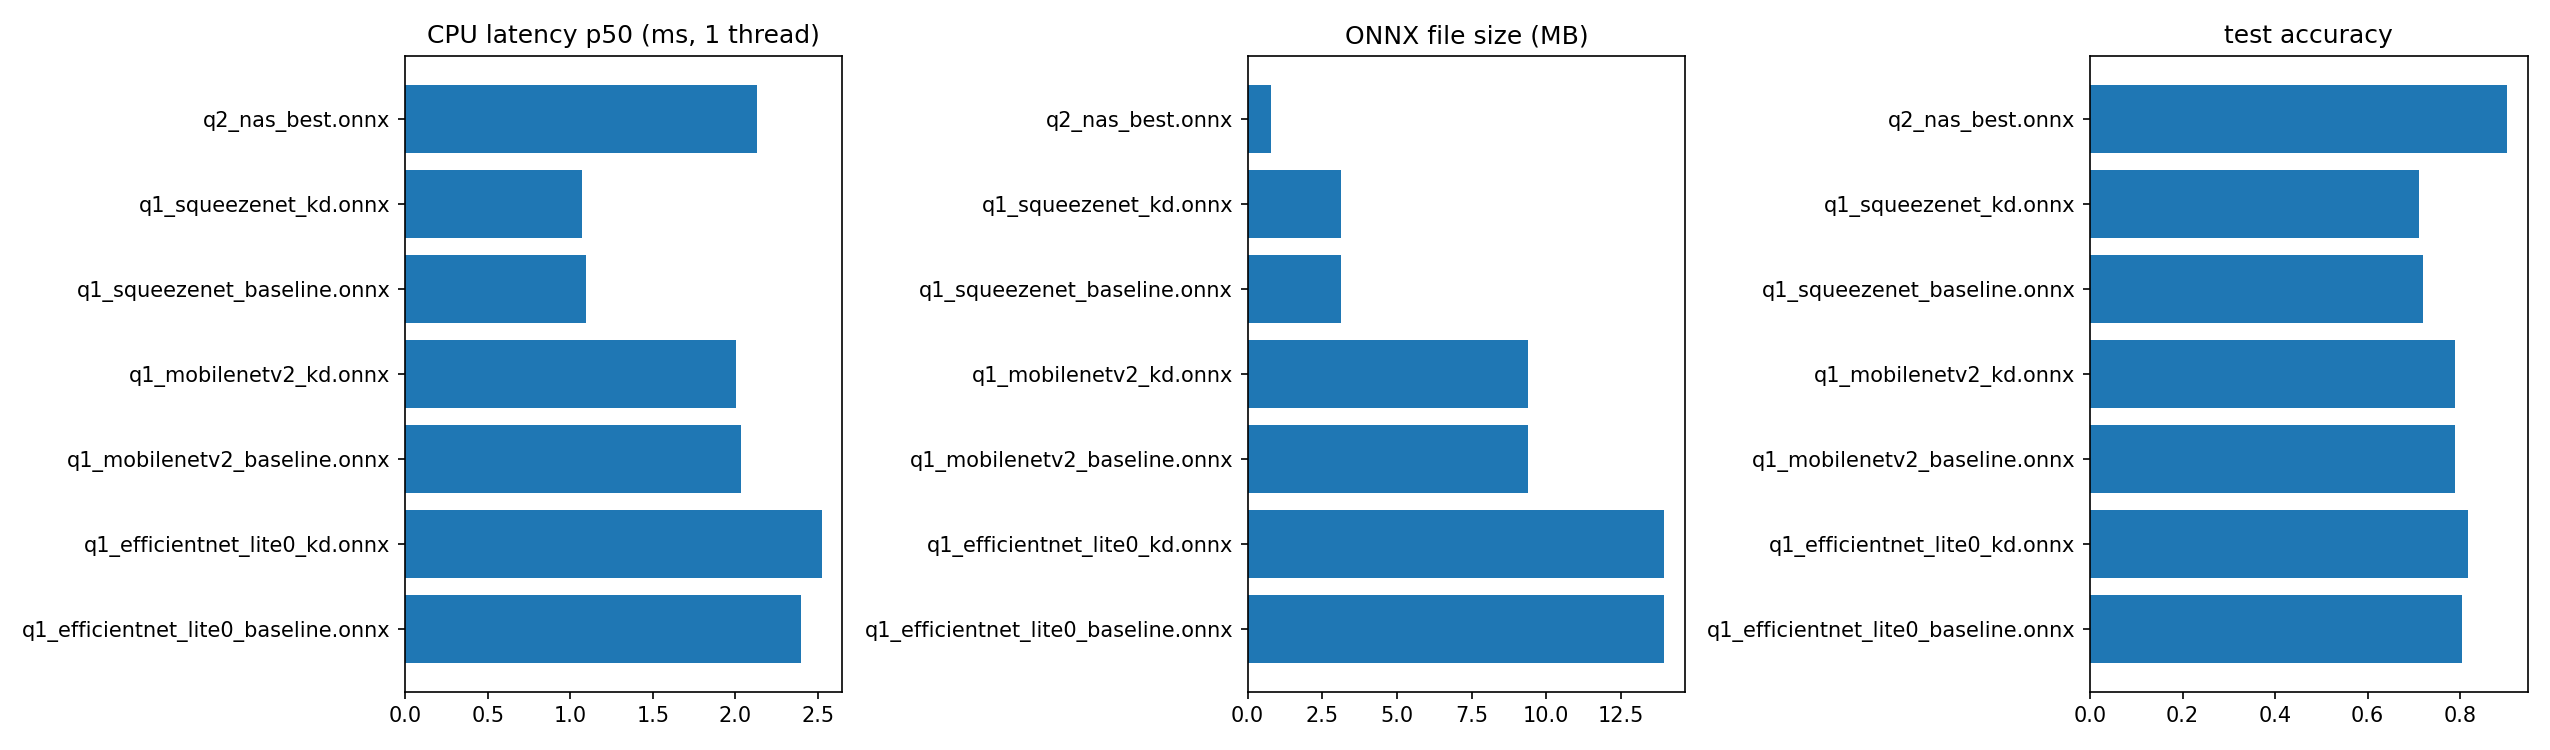 CPU latency p50 (ms, 1 thread)
q2_nas_best.onnx
q1_squeezenet_kd.onnx
q1_squeezenet_baseline.onnx
q1_mobilenetv2_kd.onnx
q1_mobilenetv2_baseline.onnx
q1_efficientnet_lite0_kd.onnx
q1_efficientnet_lite0_baseline.onnx
0.0 0.5 1.0 1.5 2.0 2.5
ONNX file size (MB)
q2_nas_best.onnx
q1_squeezenet_kd.onnx
q1_squeezenet_baseline.onnx
q1_mobilenetv2_kd.onnx
q1_mobilenetv2_baseline.onnx
q1_efficientnet_lite0_kd.onnx
q1_efficientnet_lite0_baseline.onnx
0.0 2.5 5.0 7.5 10.0 12.5
test accuracy
q2_nas_best.onnx
q1_squeezenet_kd.onnx
q1_squeezenet_baseline.onnx
q1_mobilenetv2_kd.onnx
q1_mobilenetv2_baseline.onnx
q1_efficientnet_lite0_kd.onnx
q1_efficientnet_lite0_baseline.onnx
0.0 0.2 0.4 0.6 0.8